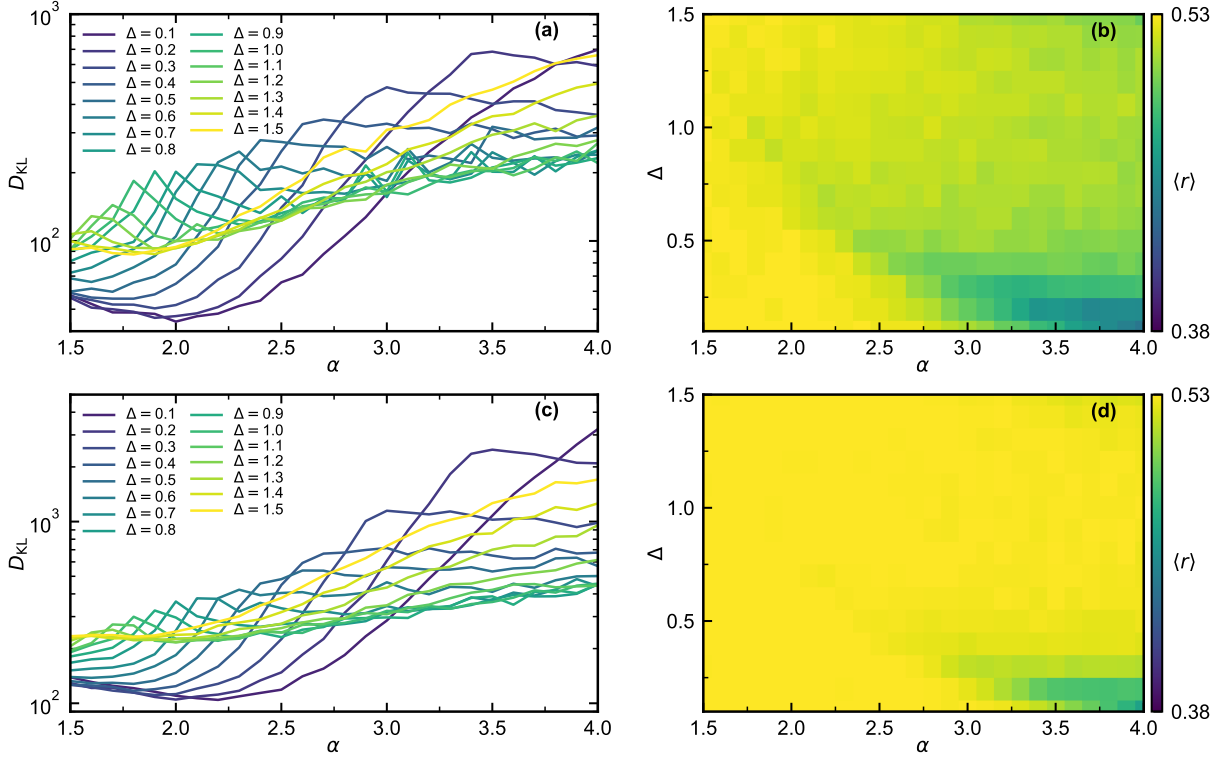 (a)
10³
10²
D_KL
Δ = 0.1
Δ = 0.2
Δ = 0.3
Δ = 0.4
Δ = 0.5
Δ = 0.6
Δ = 0.7
Δ = 0.8
Δ = 0.9
Δ = 1.0
Δ = 1.1
Δ = 1.2
Δ = 1.3
Δ = 1.4
Δ = 1.5
1.5 2.0 2.5 3.0 3.5 4.0
α
(b)
1.5
1.0
0.5
Δ
1.5 2.0 2.5 3.0 3.5 4.0
α
0.53
⟨r⟩
0.38
(c)
10³
10²
D_KL
Δ = 0.1
Δ = 0.2
Δ = 0.3
Δ = 0.4
Δ = 0.5
Δ = 0.6
Δ = 0.7
Δ = 0.8
Δ = 0.9
Δ = 1.0
Δ = 1.1
Δ = 1.2
Δ = 1.3
Δ = 1.4
Δ = 1.5
1.5 2.0 2.5 3.0 3.5 4.0
α
(d)
1.5
1.0
0.5
Δ
1.5 2.0 2.5 3.0 3.5 4.0
α
0.53
⟨r⟩
0.38